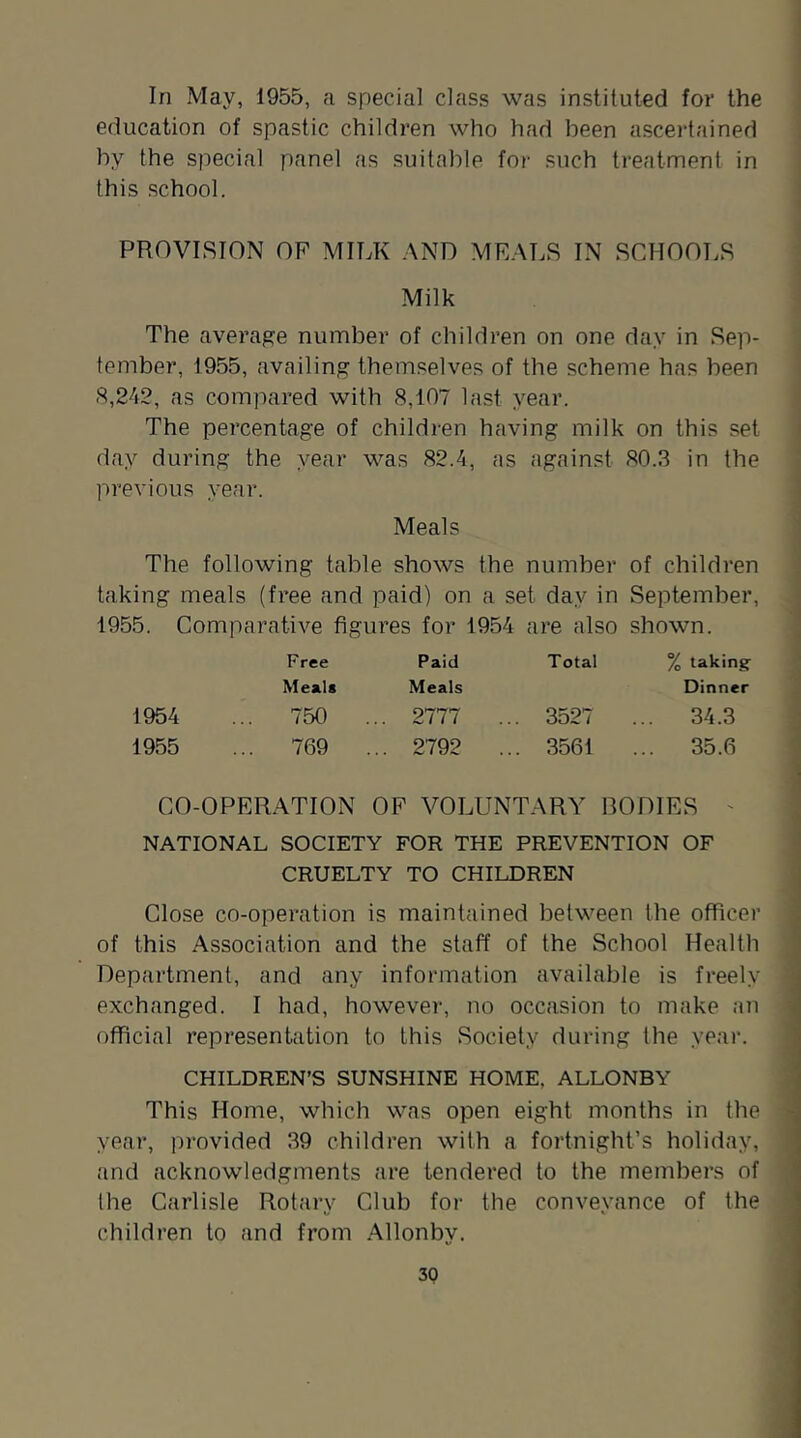 In May, 1955, a special class was instituted for the
education of spastic children who had been ascertained
by the special panel as suitable for such treatment in
this school.
PROVISION OF MILK AND MEALS IN SCHOOLS
Milk
The average number of children on one day in Sep-
tember, 1955, availing themselves of the scheme has been
8,242, as compared with 8,107 last year.
The percentage of children having milk on this set
day during the year was 82.4, as against 80.3 in the
previous year.
Meals
The following table shows the number of children
taking meals (free and paid) on a set day in September,
1955. Comparative figures for 1954 are also shown.
Free Paid Total % taking
Meals Meals Dinner
1954 ... 750 ... 2777 ... 3527 ... 34.3
1955 ... 769 ... 2792 ... 3561 ... 35.6
CO-OPERATION OF VOLUNTARY BODIES -
NATIONAL SOCIETY FOR THE PREVENTION OF
CRUELTY TO CHILDREN
Close co-operation is maintained between the officer
of this Association and the staff of the School Health
Department, and any information available is freely
exchanged. I had, however, no occasion to make an
official representation to this Society during the year.
CHILDREN'S SUNSHINE HOME, ALLONBY
This Home, which was open eight months in the
year, provided 39 children with a fortnight's holiday,
and acknowledgments are tendered to the members of
the Carlisle Rotary Club for the conveyance of the
children to and from Allonby.
30